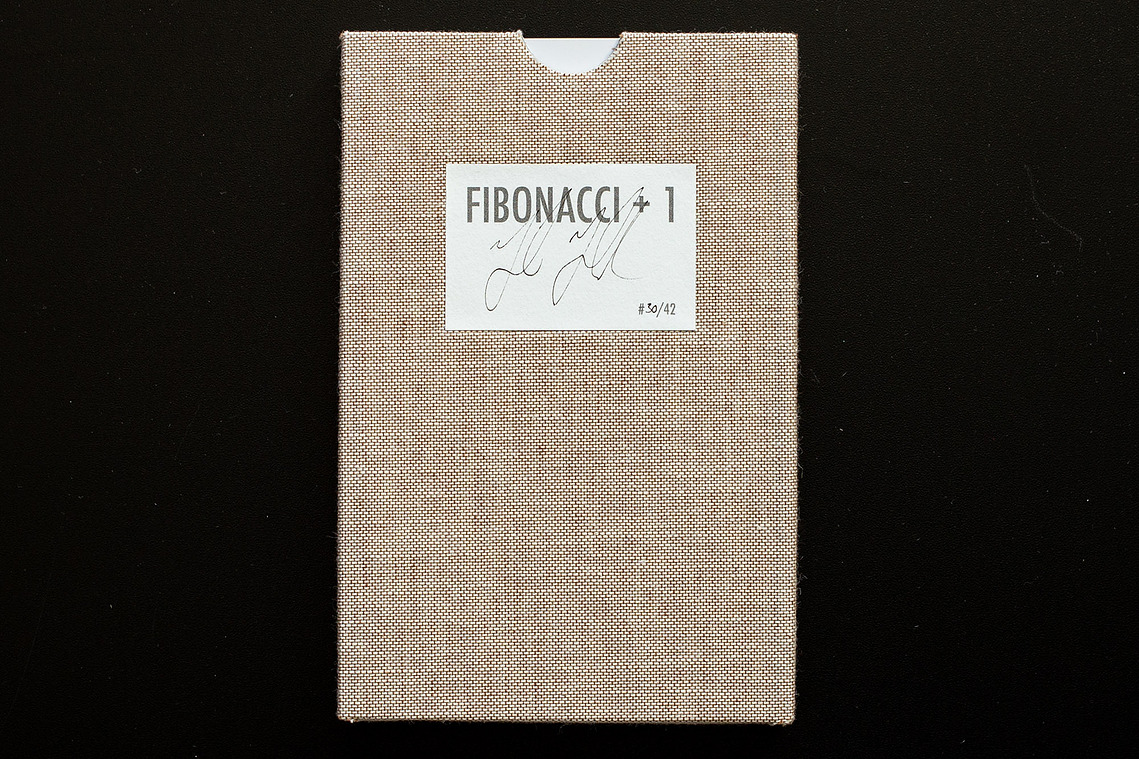 FIBONACCI + 1
#30/42